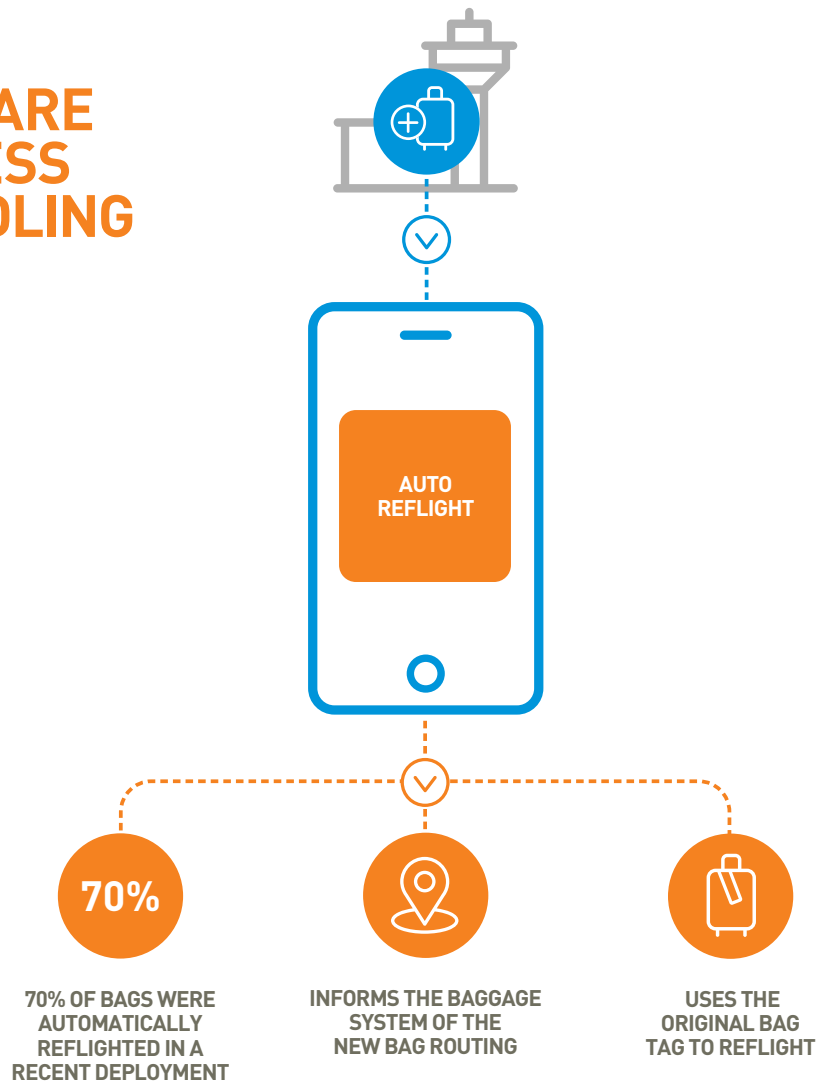 ARE
ESS
DLING
AUTO
REFLIGHT
70%
70% OF BAGS WERE
AUTOMATICALLY
REFLIGHTED IN A
RECENT DEPLOYMENT
INFORMS THE BAGGAGE
SYSTEM OF THE
NEW BAG ROUTING
USES THE
ORIGINAL BAG
TAG TO REFLIGHT